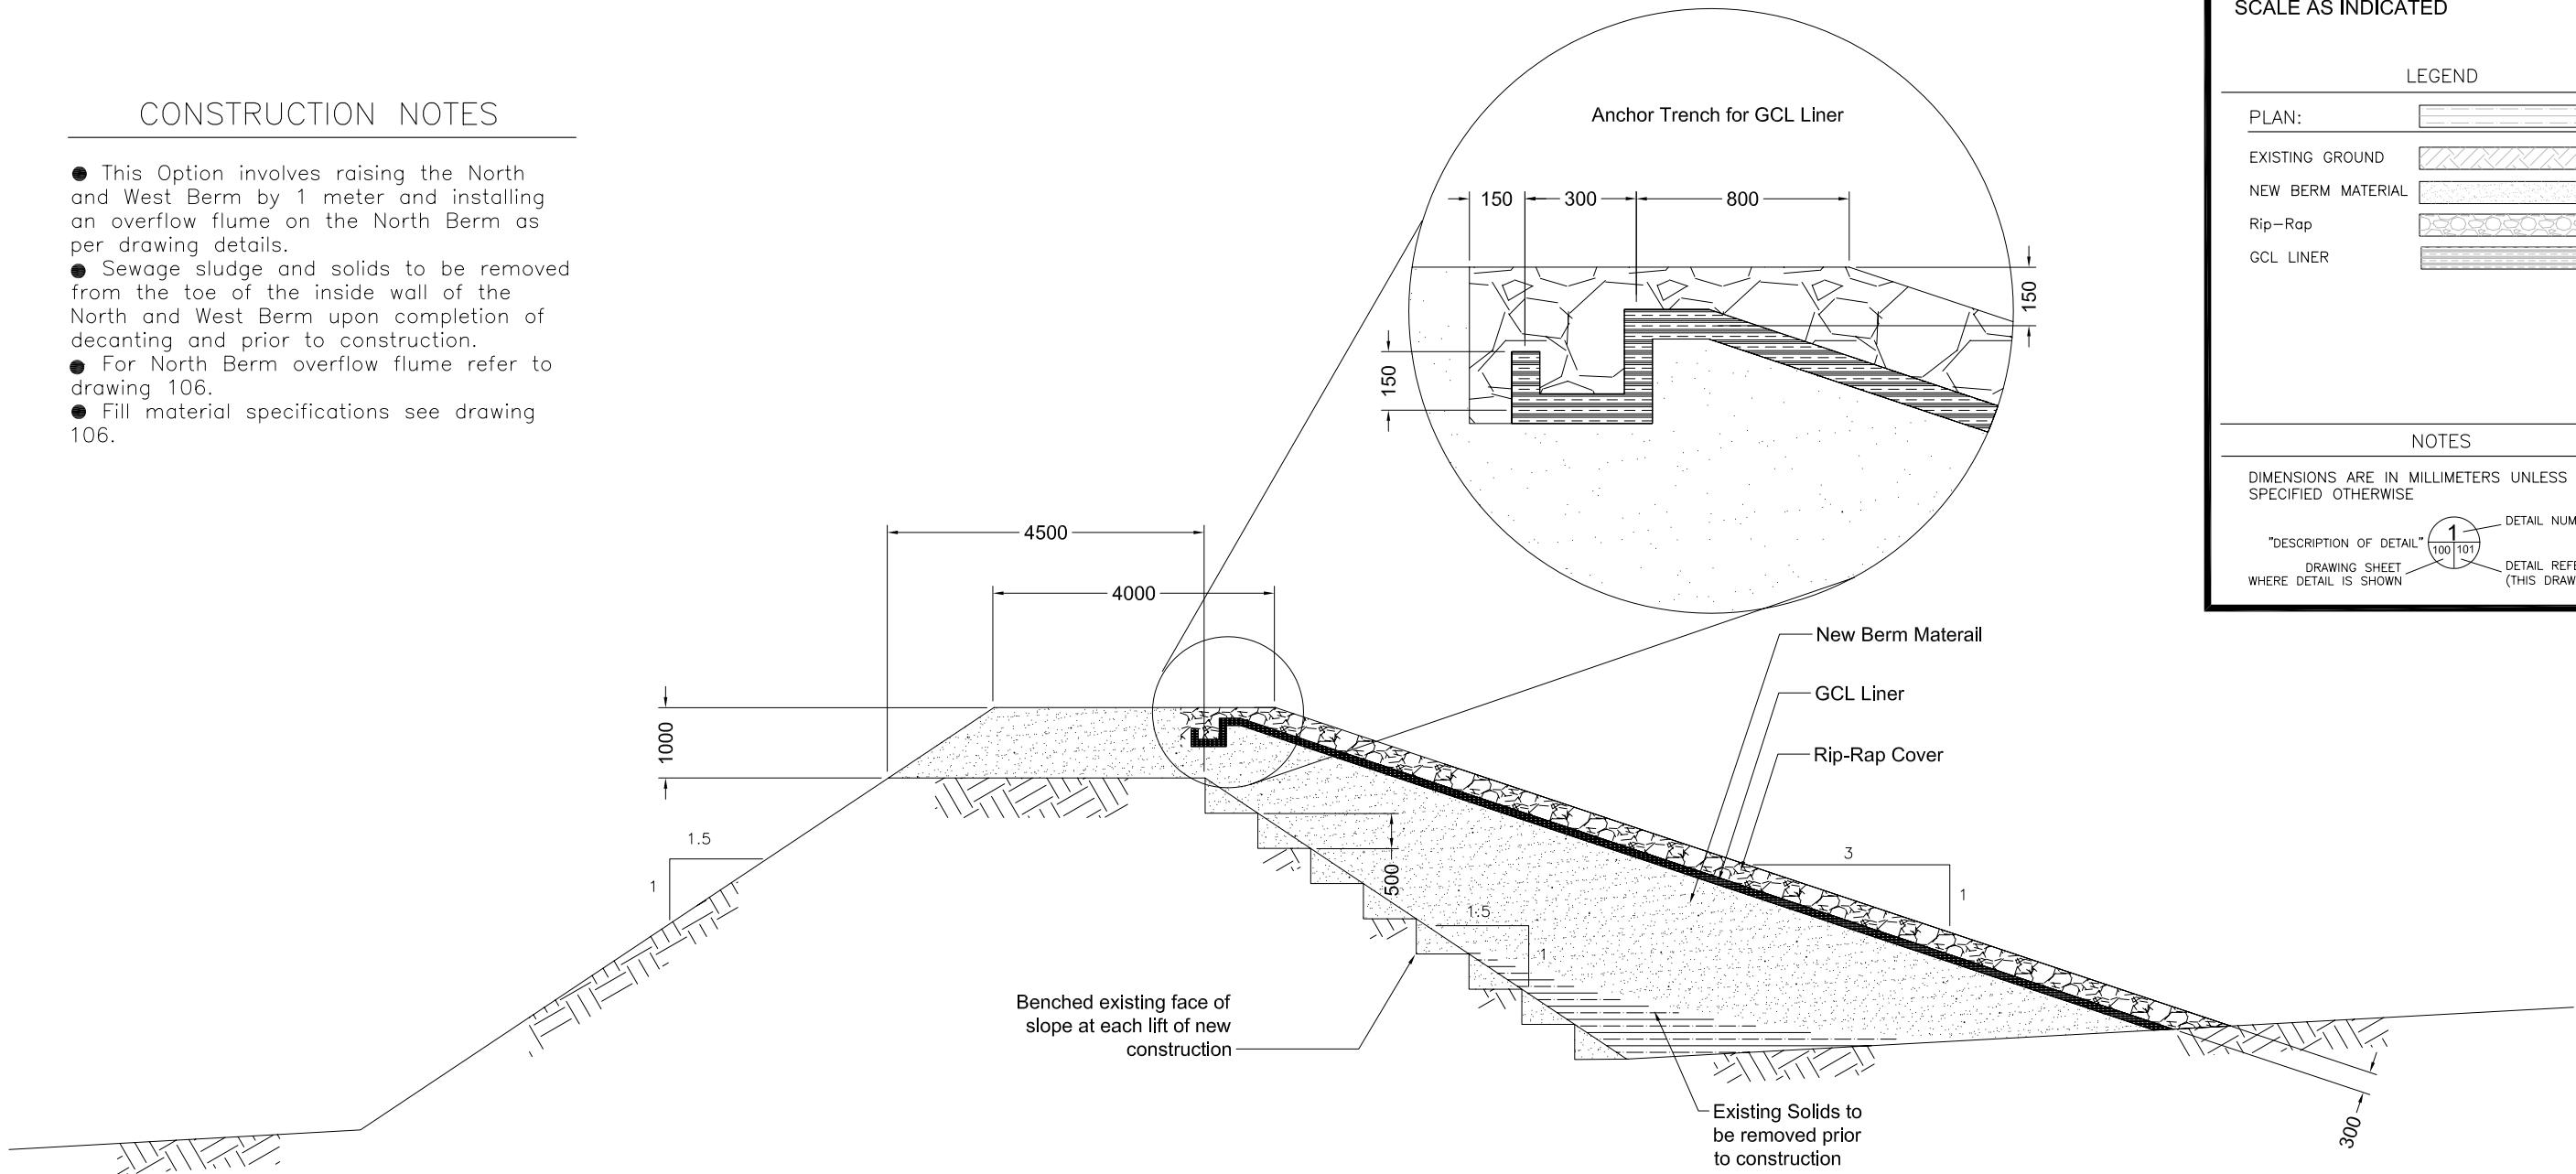 CONSTRUCTION NOTES
● This Option involves raising the North
and West Berm by 1 meter and installing
an overflow flume on the North Berm as
per drawing details.
● Sewage sludge and solids to be removed
from the toe of the inside wall of the
North and West Berm upon completion of
decanting and prior to construction.
● For North Berm overflow flume refer to
drawing 106.
● Fill material specifications see drawing
106.
Anchor Trench for GCL Liner
150
300
800
150
150
4500
4000
1000
1.5
1
500
1.5
1
3
1
300
New Berm Materail
GCL Liner
Rip-Rap Cover
Benched existing face of
slope at each lift of new
construction
Existing Solids to
be removed prior
to construction
SCALE AS INDICATED
LEGEND
PLAN:
EXISTING GROUND
NEW BERM MATERIAL
Rip-Rap
GCL LINER
NOTES
DIMENSIONS ARE IN MILLIMETERS UNLESS
SPECIFIED OTHERWISE
"DESCRIPTION OF DETAIL"
1
100 101
DETAIL NUM
DRAWING SHEET
WHERE DETAIL IS SHOWN
DETAIL REFE
(THIS DRAW